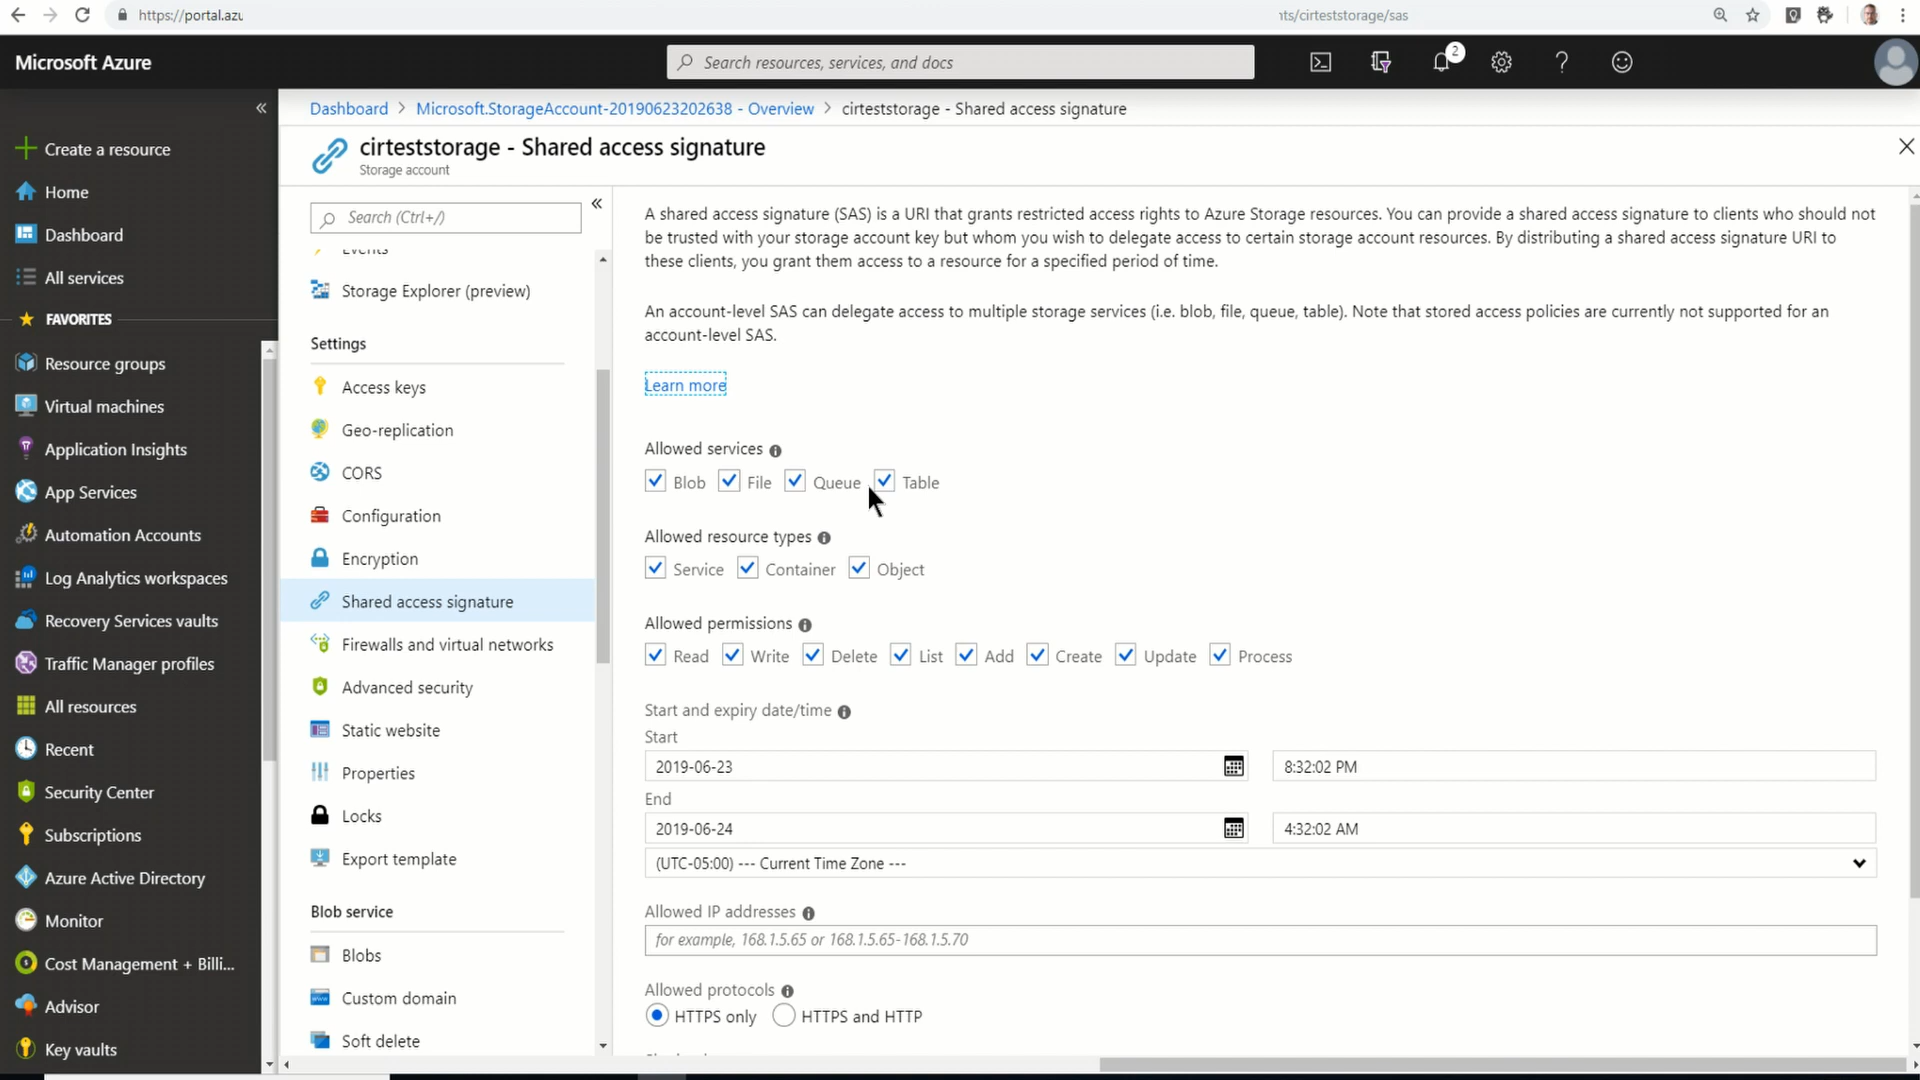 https://portal.azu
nts/cirteststorage/sas
Microsoft Azure
Search resources, services, and docs
2
Dashboard > Microsoft.StorageAccount-20190623202638 - Overview > cirteststorage - Shared access signature
cirteststorage - Shared access signature
Storage account
Create a resource
Home
Dashboard
All services
FAVORITES
Resource groups
Virtual machines
Application Insights
App Services
Automation Accounts
Log Analytics workspaces
Recovery Services vaults
Traffic Manager profiles
All resources
Recent
Security Center
Subscriptions
Azure Active Directory
Monitor
Cost Management + Billi...
Advisor
Key vaults
Search (Ctrl+/)
Events
Storage Explorer (preview)
Settings
Access keys
Geo-replication
CORS
Configuration
Encryption
Shared access signature
Firewalls and virtual networks
Advanced security
Static website
Properties
Locks
Export template
Blob service
Blobs
Custom domain
Soft delete
A shared access signature (SAS) is a URI that grants restricted access rights to Azure Storage resources. You can provide a shared access signature to clients who should not
be trusted with your storage account key but whom you wish to delegate access to certain storage account resources. By distributing a shared access signature URI to
these clients, you grant them access to a resource for a specified period of time.
An account-level SAS can delegate access to multiple storage services (i.e. blob, file, queue, table). Note that stored access policies are currently not supported for an
account-level SAS.
Learn more
Allowed services
Blob File Queue Table
Allowed resource types
Service Container Object
Allowed permissions
Read Write Delete List Add Create Update Process
Start and expiry date/time
Start
2019-06-23 8:32:02 PM
End
2019-06-24 4:32:02 AM
(UTC-05:00) --- Current Time Zone ---
Allowed IP addresses
for example, 168.1.5.65 or 168.1.5.65-168.1.5.70
Allowed protocols
HTTPS only HTTPS and HTTP